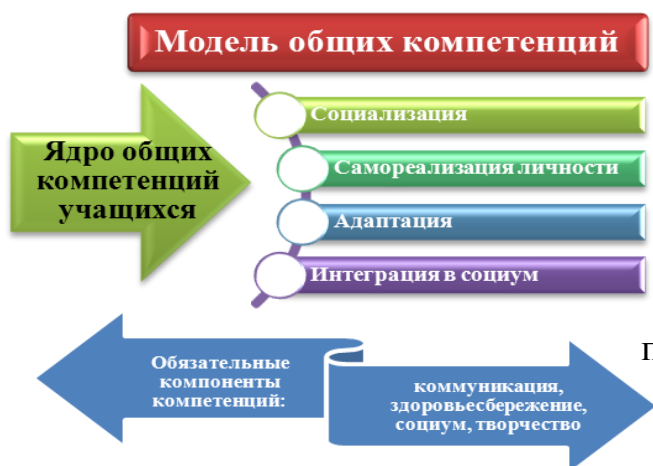 Модель общих компетенций
Ядро общих
компетенций
учащихся
Социализация
Самореализация личности
Адаптация
Интеграция в социум
Обязательные
компоненты
компетенций:
П
коммуникация,
здоровьесбережение,
социум, творчество